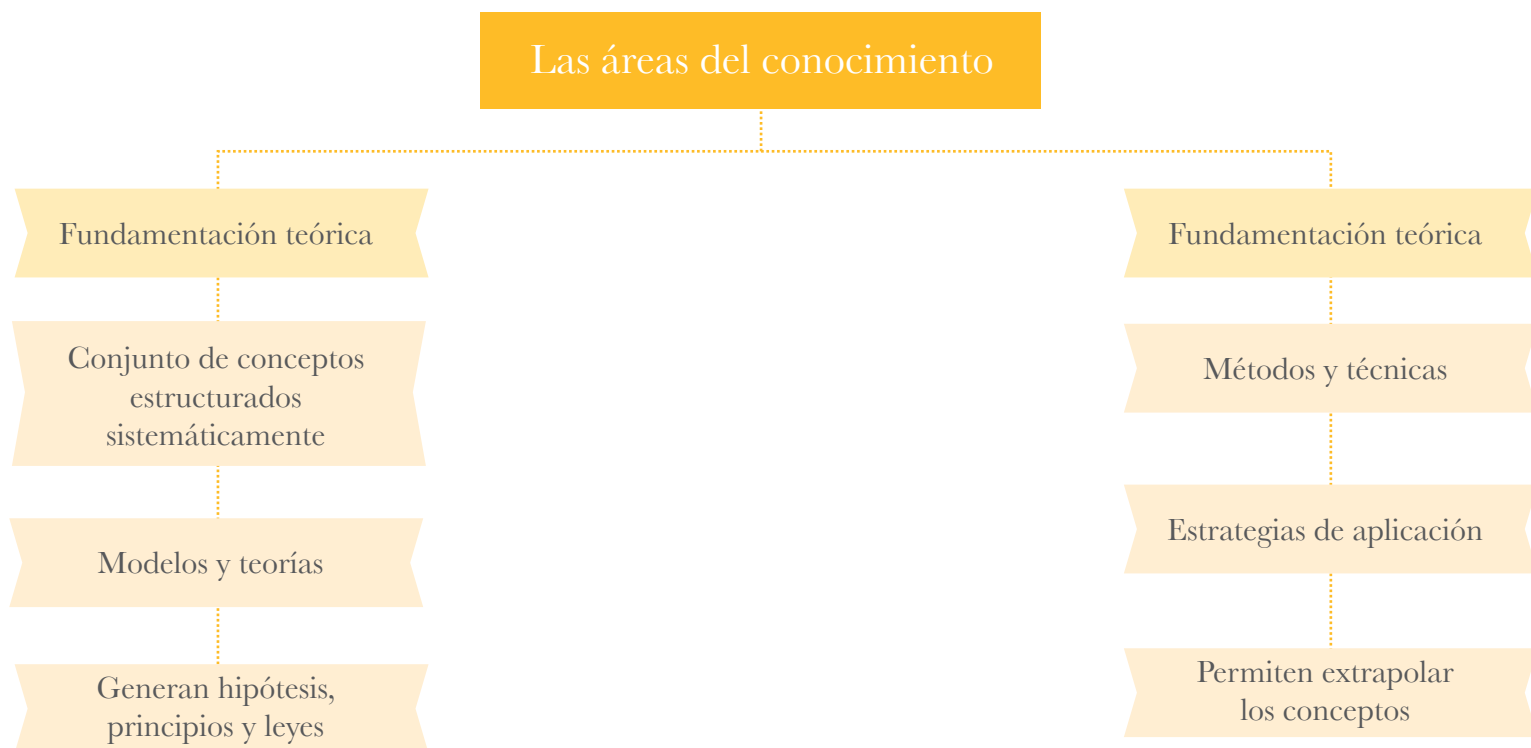 Las áreas del conocimiento
Fundamentación teórica
Conjunto de conceptos
estructurados
sistemáticamente
Modelos y teorías
Generan hipótesis,
principios y leyes
Fundamentación teórica
Métodos y técnicas
Estrategias de aplicación
Permiten extrapolar
los conceptos